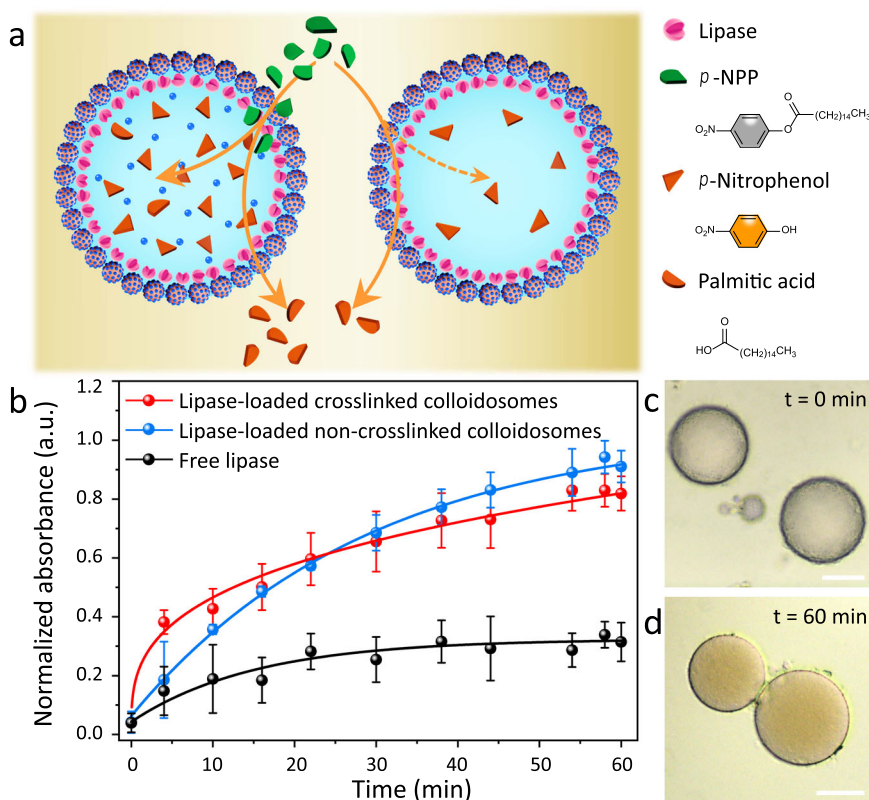 a
Lipase
p-NPP
O
O₂N
O
(CH₂)₁₄CH₃
p-Nitrophenol
O₂N
OH
Palmitic acid
O
HO
(CH₂)₁₄CH₃
b
1.2
1.0
0.8
0.6
0.4
0.2
0.0
Normalized absorbance (a.u.)
Lipase-loaded crosslinked colloidosomes
Lipase-loaded non-crosslinked colloidosomes
Free lipase
0 10 20 30 40 50 60
Time (min)
c
t = 0 min
d
t = 60 min